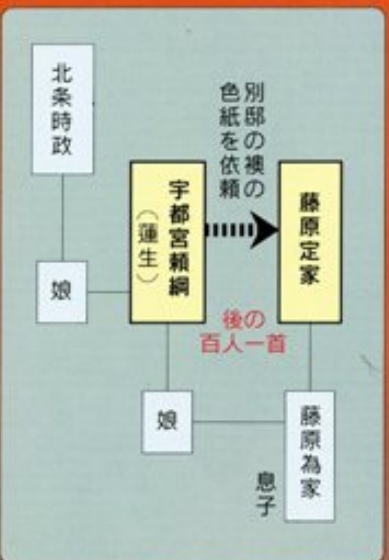 藤原定家
別邸の襖の
色紙を依頼
宇都宮頼綱
(蓮生)
北条時政
娘
後の
百人一首
藤原為家
息子
娘